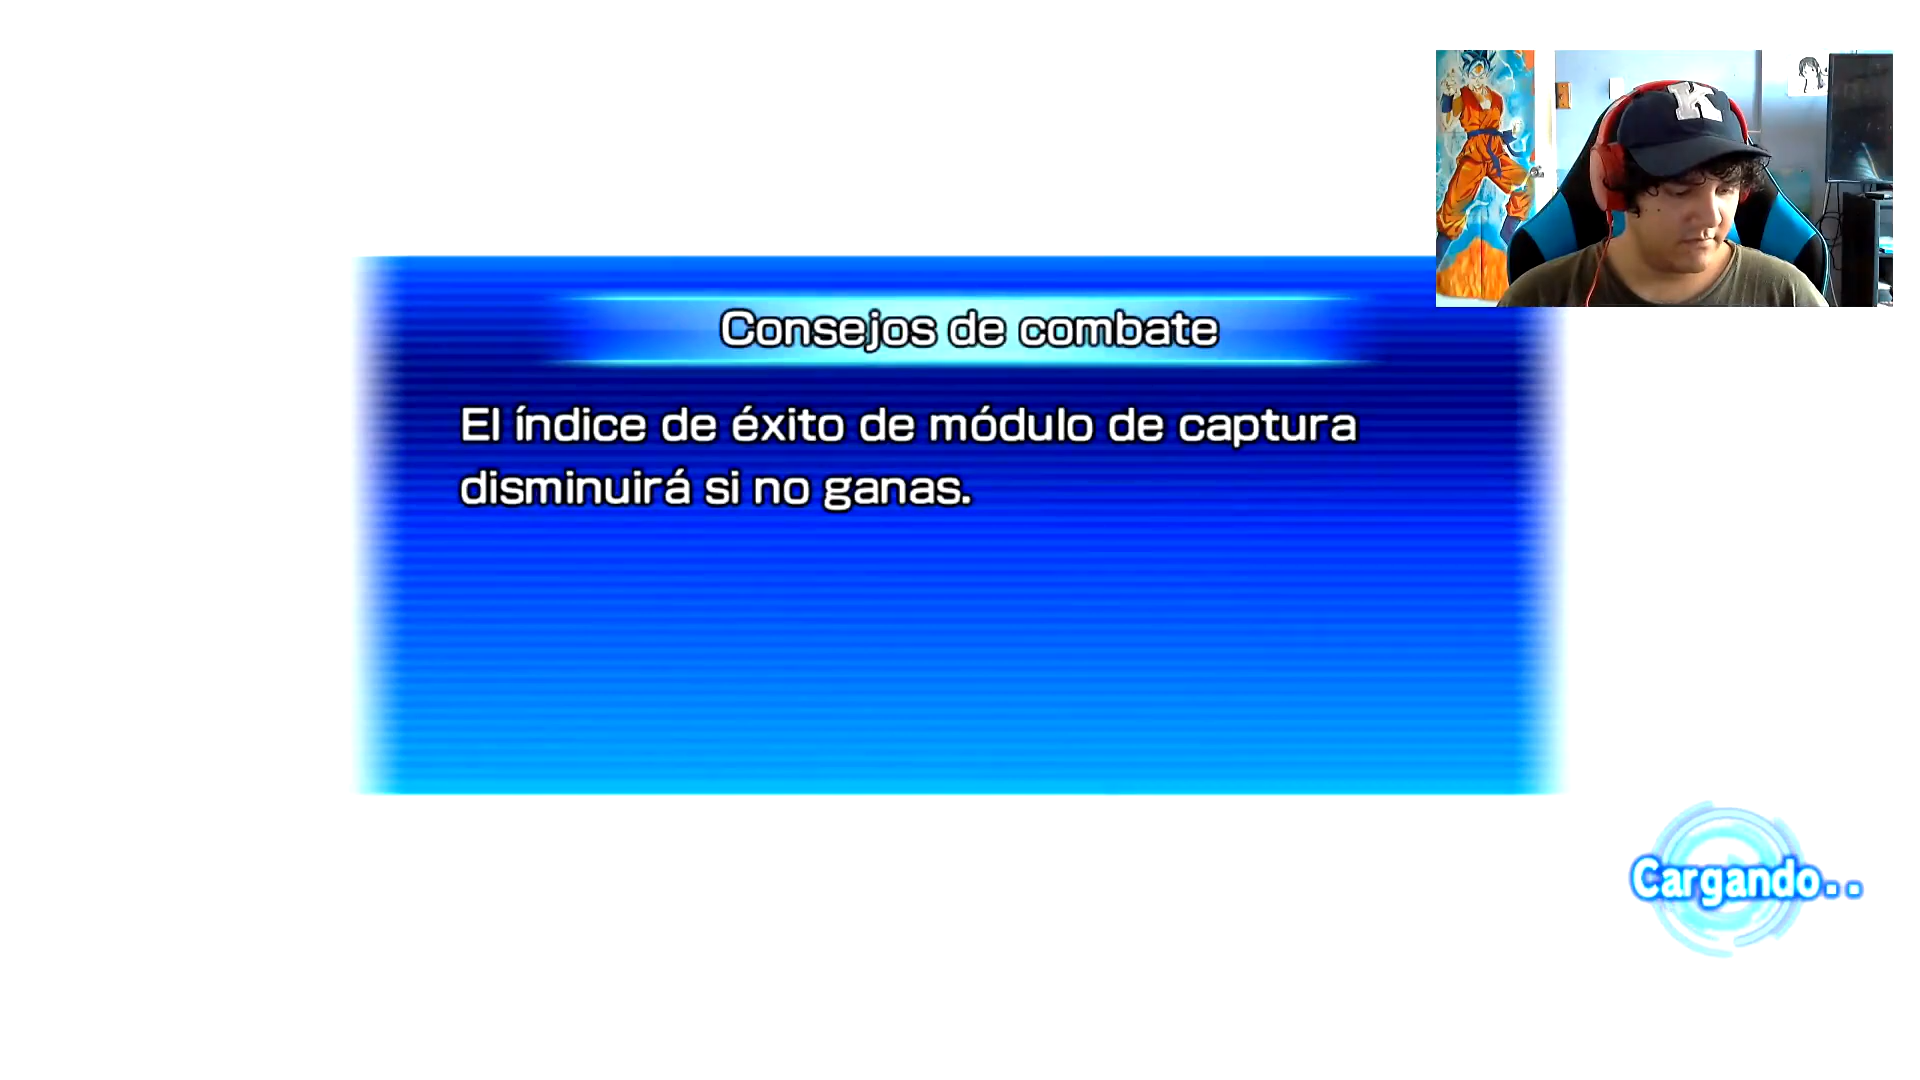 K
Consejos de combate
El índice de éxito de módulo de captura
disminuirá si no ganas.
Cargando..